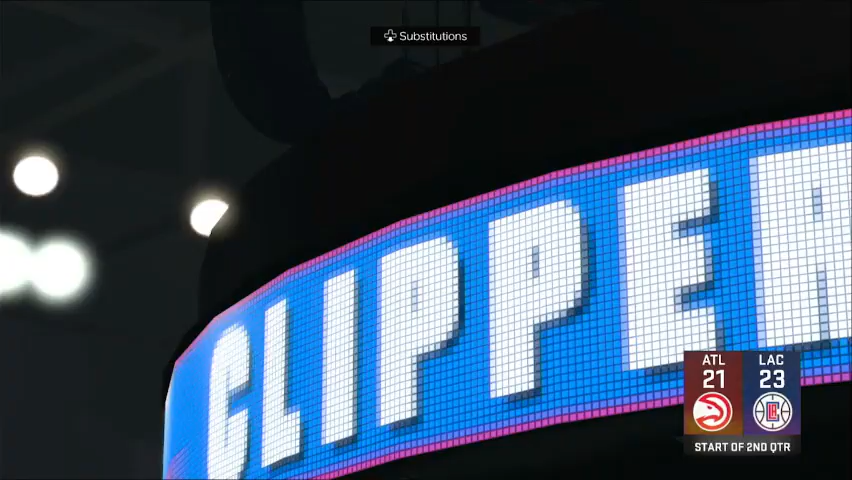 Substitutions
CLIPPER
ATL LAC
21 23
START OF 2ND QTR